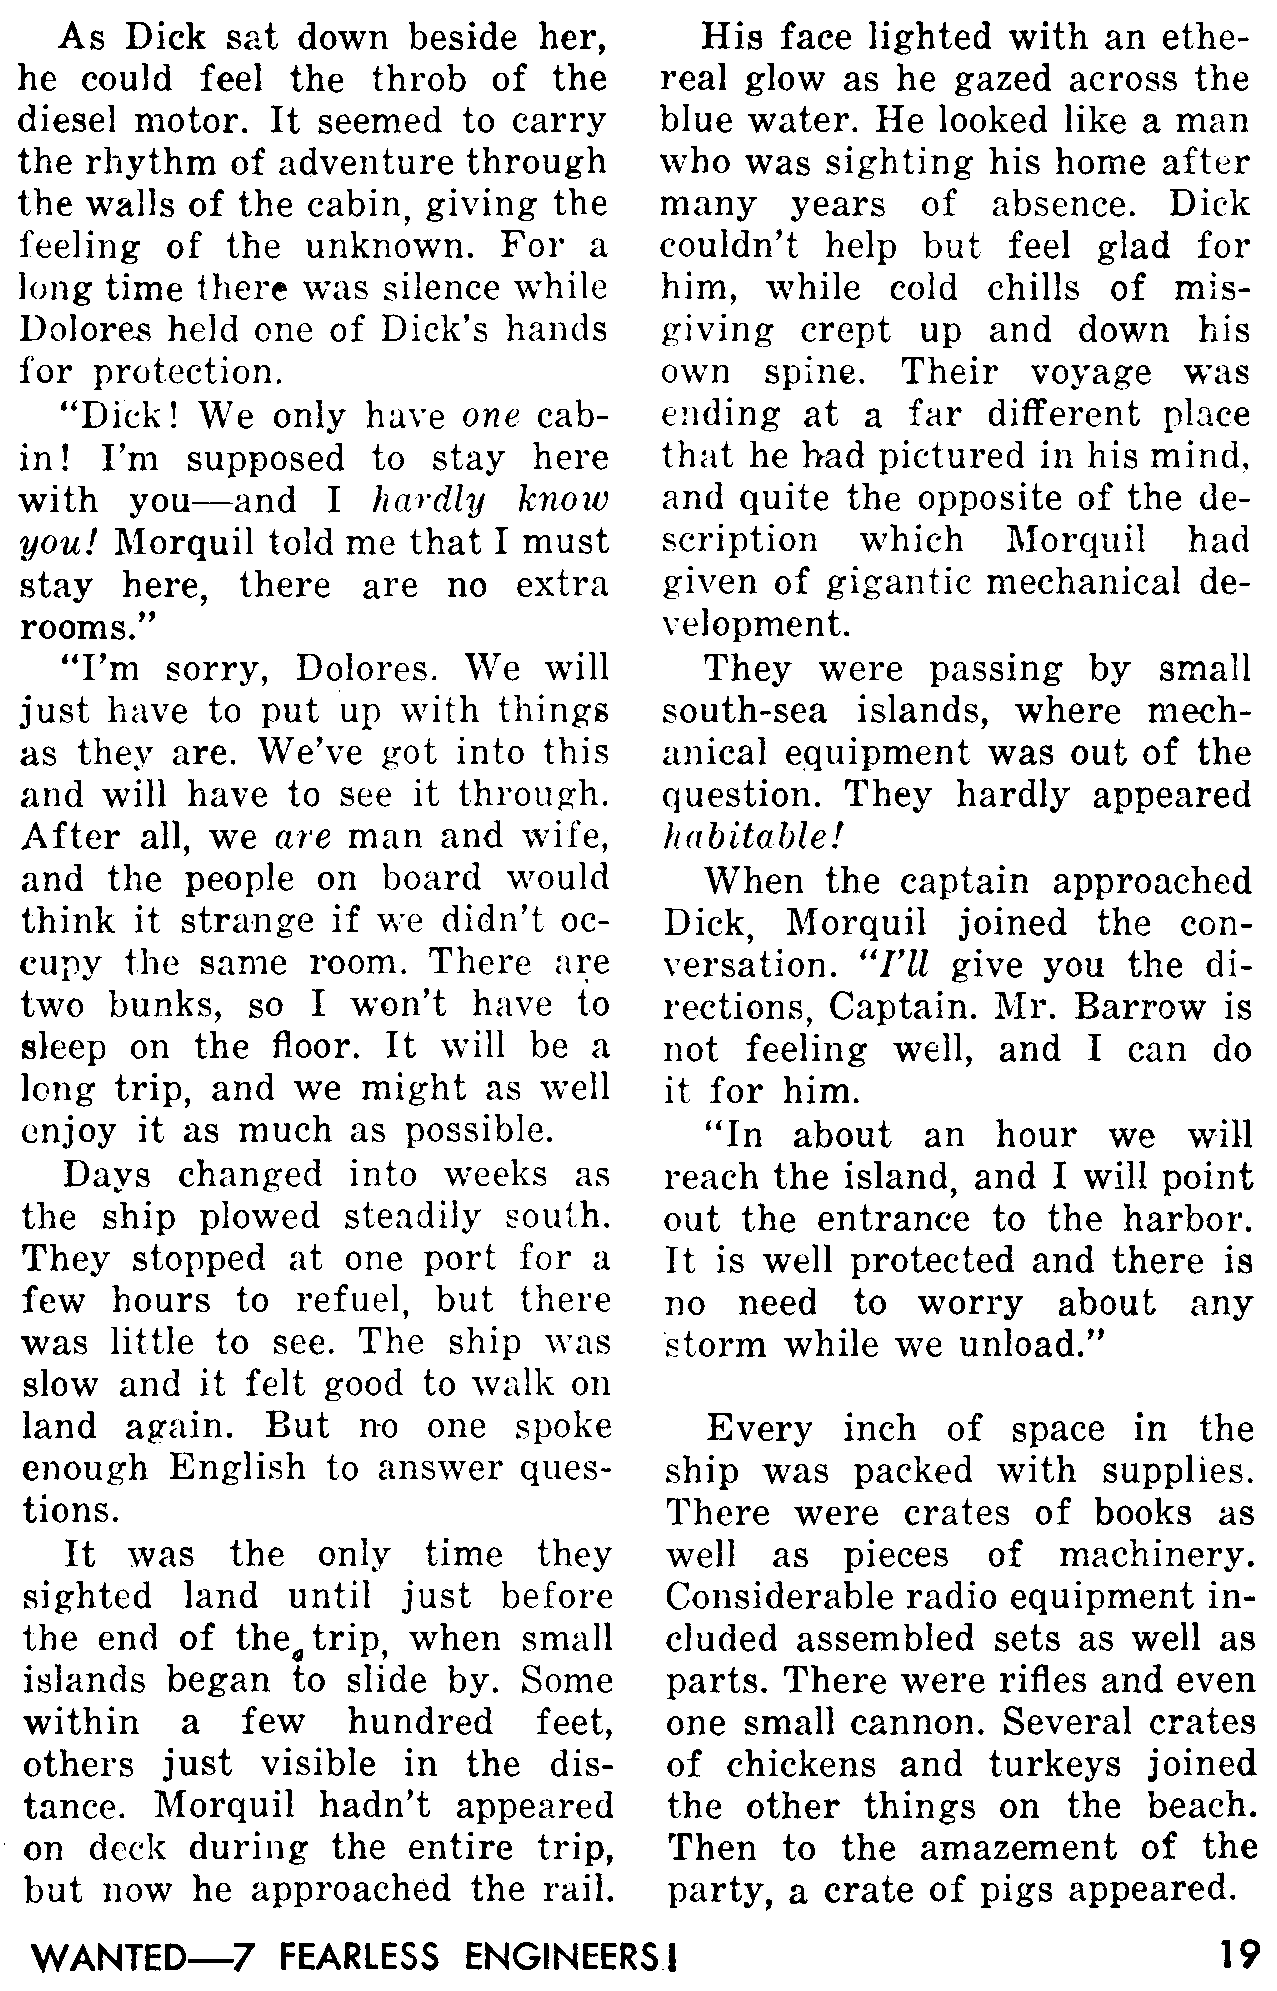 As Dick sat down beside her,
he could feel the throb of the
diesel motor. It seemed to carry
the rhythm of adventure through
the walls of the cabin, giving the
feeling of the unknown. For a
long time there was silence while
Dolores held one of Dick's hands
for protection.
“Dick! We only have one cab-
in! I'm supposed to stay here
with you—and I hardly know
you! Morquil told me that I must
stay here, there are no extra
rooms.”
“I'm sorry, Dolores. We will
just have to put up with things
as they are. We've got into this
and will have to see it through.
After all, we are man and wife,
and the people on board would
think it strange if we didn't oc-
cupy the same room. There are
two bunks, so I won't have to
sleep on the floor. It will be a
long trip, and we might as well
enjoy it as much as possible.
Days changed into weeks as
the ship plowed steadily south.
They stopped at one port for a
few hours to refuel, but there
was little to see. The ship was
slow and it felt good to walk on
land again. But no one spoke
enough English to answer ques-
tions.
It was the only time they
sighted land until just before
the end of the trip, when small
islands began to slide by. Some
within a few hundred feet,
others just visible in the dis-
tance. Morquil hadn't appeared
on deck during the entire trip,
but now he approached the rail.
His face lighted with an ethe-
real glow as he gazed across the
blue water. He looked like a man
who was sighting his home after
many years of absence. Dick
couldn't help but feel glad for
him, while cold chills of mis-
giving crept up and down his
own spine. Their voyage was
ending at a far different place
that he had pictured in his mind,
and quite the opposite of the de-
scription which Morquil had
given of gigantic mechanical de-
velopment.
They were passing by small
south-sea islands, where mech-
anical equipment was out of the
question. They hardly appeared
habitable!
When the captain approached
Dick, Morquil joined the con-
versation. “I'll give you the di-
rections, Captain. Mr. Barrow is
not feeling well, and I can do
it for him.
“In about an hour we will
reach the island, and I will point
out the entrance to the harbor.
It is well protected and there is
no need to worry about any
storm while we unload.”
Every inch of space in the
ship was packed with supplies.
There were crates of books as
well as pieces of machinery.
Considerable radio equipment in-
cluded assembled sets as well as
parts. There were rifles and even
one small cannon. Several crates
of chickens and turkeys joined
the other things on the beach.
Then to the amazement of the
party, a crate of pigs appeared.
WANTED—7 FEARLESS ENGINEERS! 19